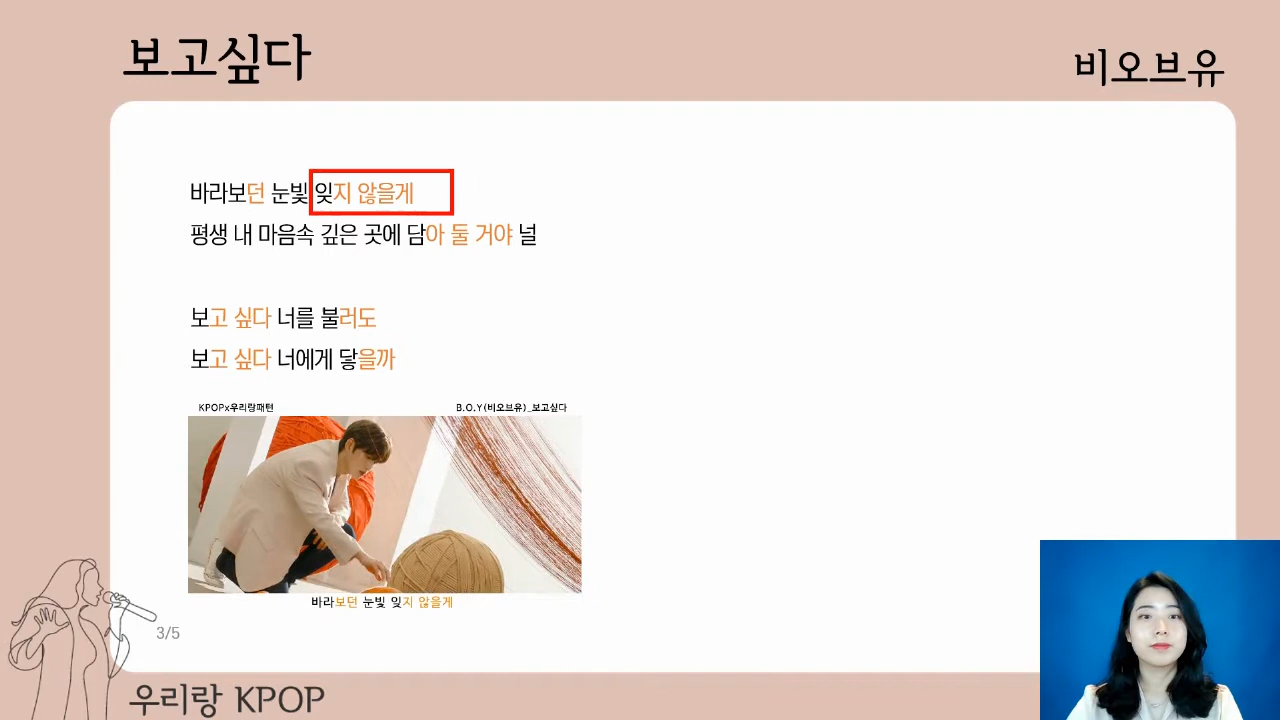 보고싶다
비오브유
바라보던 눈빛 잊지 않을게
평생 내 마음속 깊은 곳에 담아 둘 거야 널
보고 싶다 너를 불러도
보고 싶다 너에게 닿을까
KPOPx우리랑패턴
B.O.Y(비오브유)_보고싶다
바라보던 눈빛 잊지 않을게
3/5
우리랑 KPOP